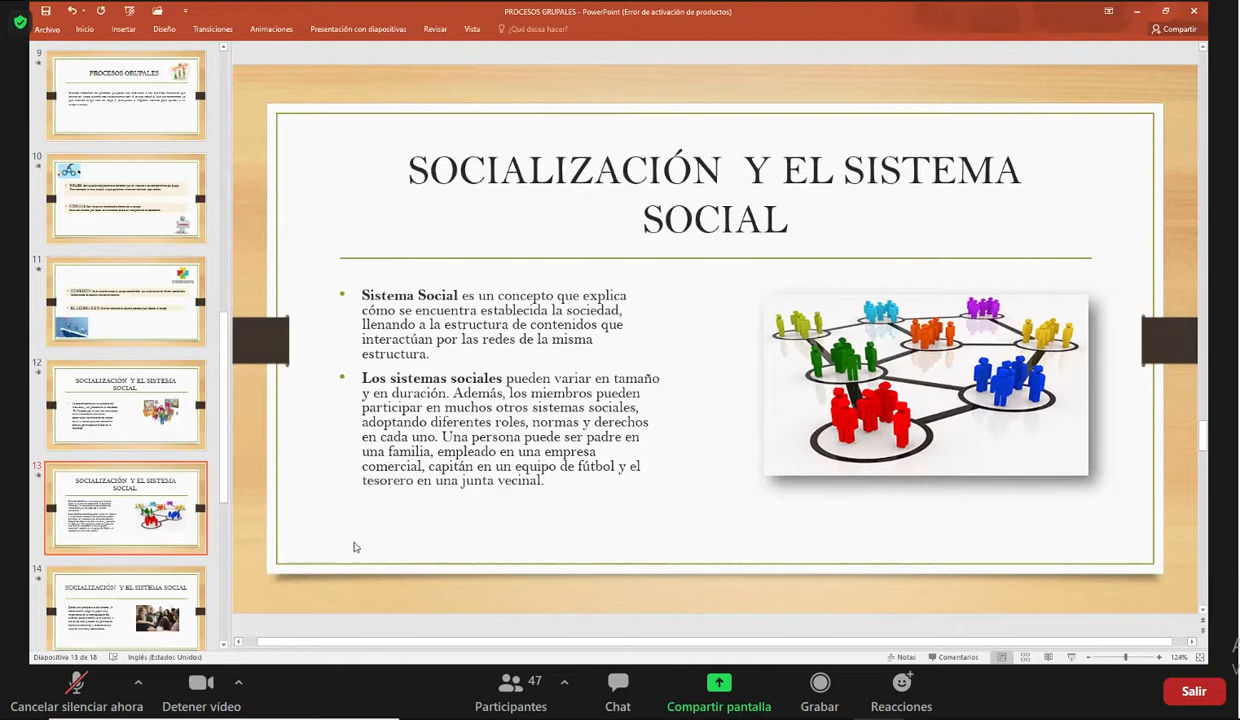 PROCESOS GRUPALES - PowerPoint (Error de activación de productos)
Archivo Inicio Insertar Diseño Transiciones Animaciones Presentación con diapositivas Revisar Vista ¿Qué desea hacer? Compartir
9
PROCESOS GRUPALES
10
11
12
SOCIALIZACIÓN Y EL SISTEMA
SOCIAL
13
SOCIALIZACIÓN Y EL SISTEMA
SOCIAL
14
SOCIALIZACIÓN Y EL SISTEMA SOCIAL
SOCIALIZACIÓN Y EL SISTEMA
SOCIAL
• Sistema Social es un concepto que explica
cómo se encuentra establecida la sociedad,
llenando a la estructura de contenidos que
interactúan por las redes de la misma
estructura.
• Los sistemas sociales pueden variar en tamaño
y en duración. Además, los miembros pueden
participar en muchos otros sistemas sociales,
adoptando diferentes roles, normas y derechos
en cada uno. Una persona puede ser padre en
una familia, empleado en una empresa
comercial, capitán en un equipo de fútbol y el
tesorero en una junta vecinal.
Diapositiva 13 de 18 Inglés (Estados Unidos) Notas Comentarios 124%
47
Cancelar silenciar ahora Detener vídeo Participantes Chat Compartir pantalla Grabar Reacciones Salir